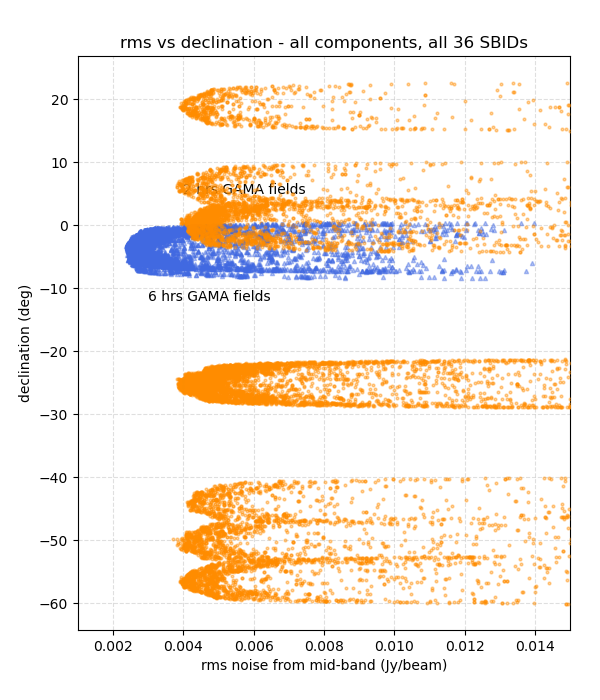 rms vs declination - all components, all 36 SBIDs
20
10
hrs GAMA fields
0
−10
6 hrs GAMA fields
−20
−30
−40
−50
−60
declination (deg)
0.002 0.004 0.006 0.008 0.010 0.012 0.014
rms noise from mid-band (Jy/beam)